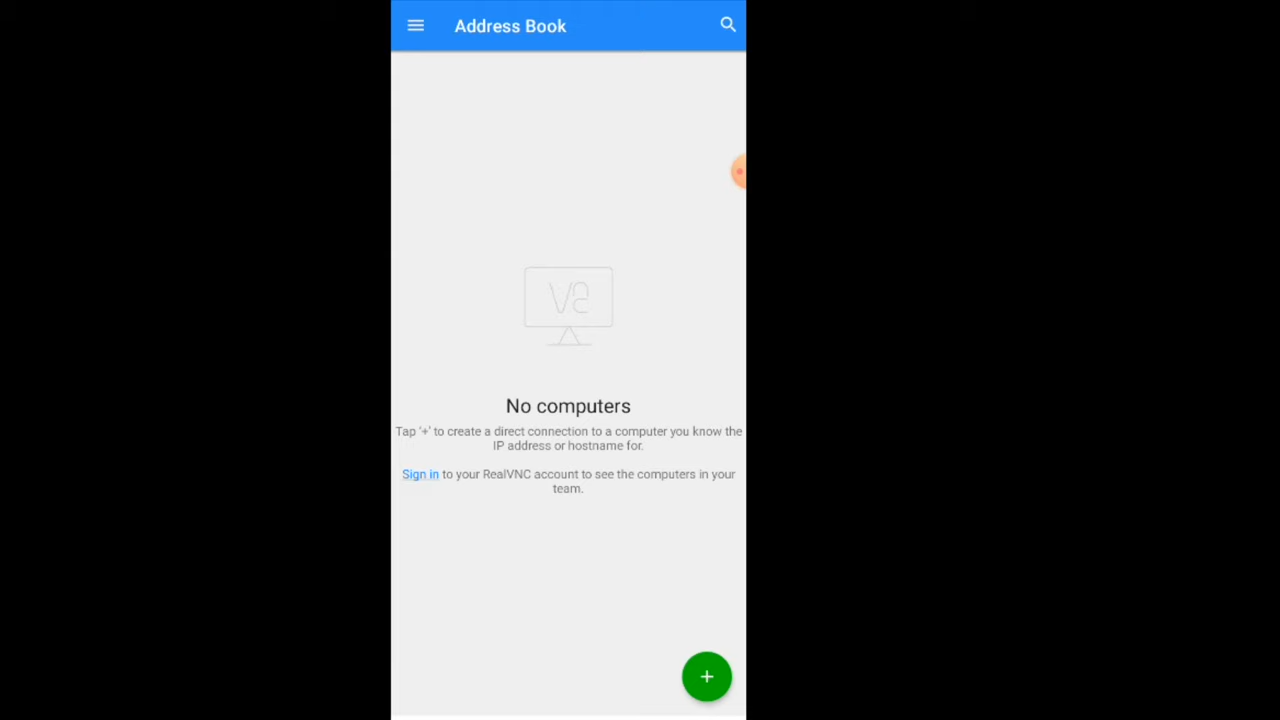 Address Book
No computers
Tap '+' to create a direct connection to a computer you know the
IP address or hostname for.
Sign in to your RealVNC account to see the computers in your
team.